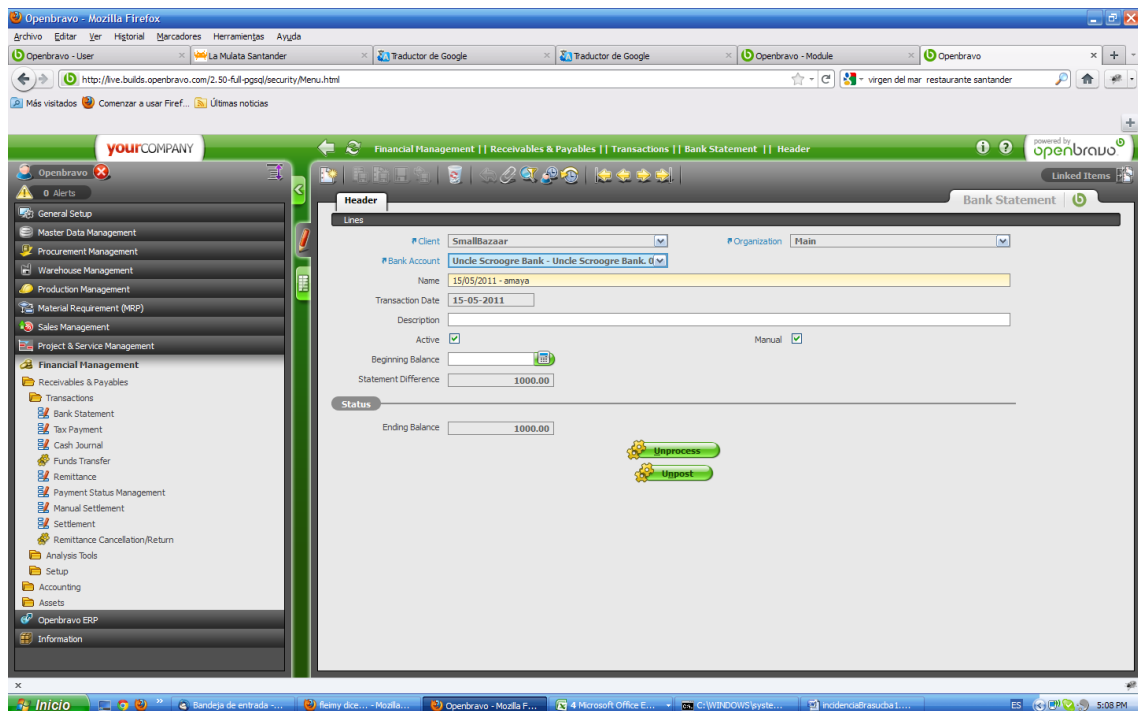 Openbravo - Mozilla Firefox
Archivo Editar Ver Historial Marcadores Herramientas Ayuda
Openbravo - User × La Mulata Santander × Traductor de Google × Traductor de Google × Openbravo - Module × Openbravo ×
http://live.builds.openbravo.com/2.50-full-pgsql/security/Menu.html virgen del mar restaurante santander
Más visitados Comenzar a usar Firef... Últimas noticias
yourCOMPANY Financial Management || Receivables & Payables || Transactions || Bank Statement || Header powered by openbravo
Openbravo Linked Items
0 Alerts
Header Bank Statement
General Setup
Lines
Master Data Management
Client SmallBazaar Organization Main
Procurement Management
Bank Account Uncle Scroogre Bank - Uncle Scroogre Bank. 0
Warehouse Management
Name 15/05/2011 - amaya
Production Management
Transaction Date 15-05-2011
Material Requirement (MRP)
Description
Sales Management
Active Manual
Project & Service Management
Beginning Balance
Financial Management
Statement Difference 1000.00
Receivables & Payables
Transactions
Status
Bank Statement
Ending Balance 1000.00
Tax Payment
Cash Journal
Unprocess
Funds Transfer
Unpost
Remittance
Payment Status Management
Manual Settlement
Settlement
Remittance Cancellation/Return
Analysis Tools
Setup
Accounting
Assets
Openbravo ERP
Information
×
Inicio Bandeja de entrada -... fleimy dice... - Mozilla... Openbravo - Mozilla F... 4 Microsoft Office E... C:\WINDOWS\syste... incidenciaBrasucba 1.... ES 5:08 PM